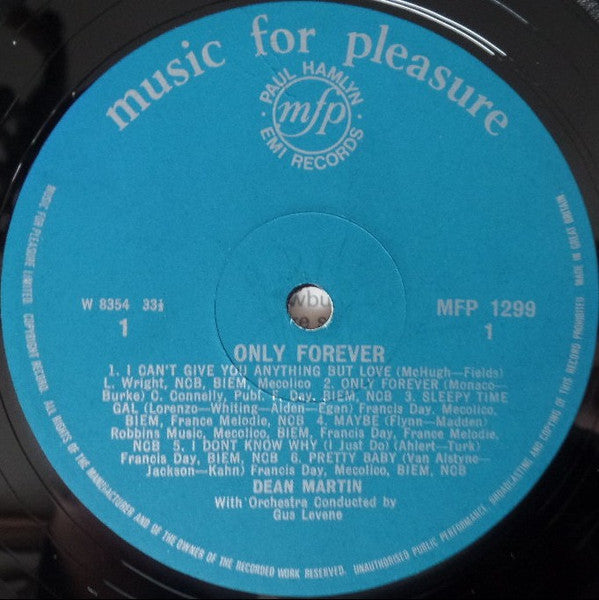 music for pleasure
PAUL HAMLYN
mfp
EMI RECORDS
W 8354 33⅓
1
MFP 1299
1
ONLY FOREVER
1. I CAN'T GIVE YOU ANYTHING BUT LOVE (McHugh—Fields)
L. Wright, NCB, BIEM, Mecolico 2. ONLY FOREVER (Monaco—
Burke) C. Connelly, Publ. F. Day, BIEM, NCB 3. SLEEPY TIME
GAL (Lorenzo—Whiting—Alden—Egan) Francis Day, Mecolico,
BIEM, France Melodie, NCB 4. MAYBE (Flynn—Madden)
Robbins Music, Mecolico, BIEM, Francis Day, France Melodie,
NCB 5. I DON'T KNOW WHY (I Just Do) (Ahlert—Turk)
Francis Day, BIEM, NCB 6. PRETTY BABY (Van Alstyne—
Jackson—Kahn) Francis Day, Mecolico, BIEM, NCB
DEAN MARTIN
With Orchestra Conducted by
Gus Levene
MUSIC FOR PLEASURE LIMITED. COPYRIGHT RECORD. ALL RIGHTS OF THE MANUFACTURER AND OF THE OWNER OF THE RECORDED WORK RESERVED. UNAUTHORISED PUBLIC PERFORMANCE, BROADCASTING AND COPYING OF THIS RECORD PROHIBITED. MADE IN GREAT BRITAIN.